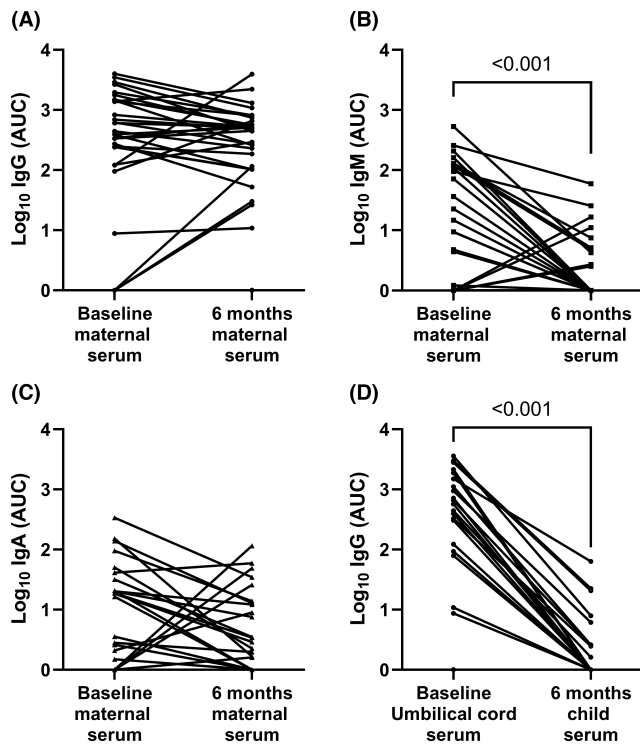 (A)
Log10 IgG (AUC)
4
3
2
1
0
Baseline
maternal
serum
6 months
maternal
serum
(B)
<0.001
Log10 IgM (AUC)
4
3
2
1
0
Baseline
maternal
serum
6 months
maternal
serum
(C)
Log10 IgA (AUC)
4
3
2
1
0
Baseline
maternal
serum
6 months
maternal
serum
(D)
<0.001
Log10 IgG (AUC)
4
3
2
1
0
Baseline
Umbilical cord
serum
6 months
child
serum